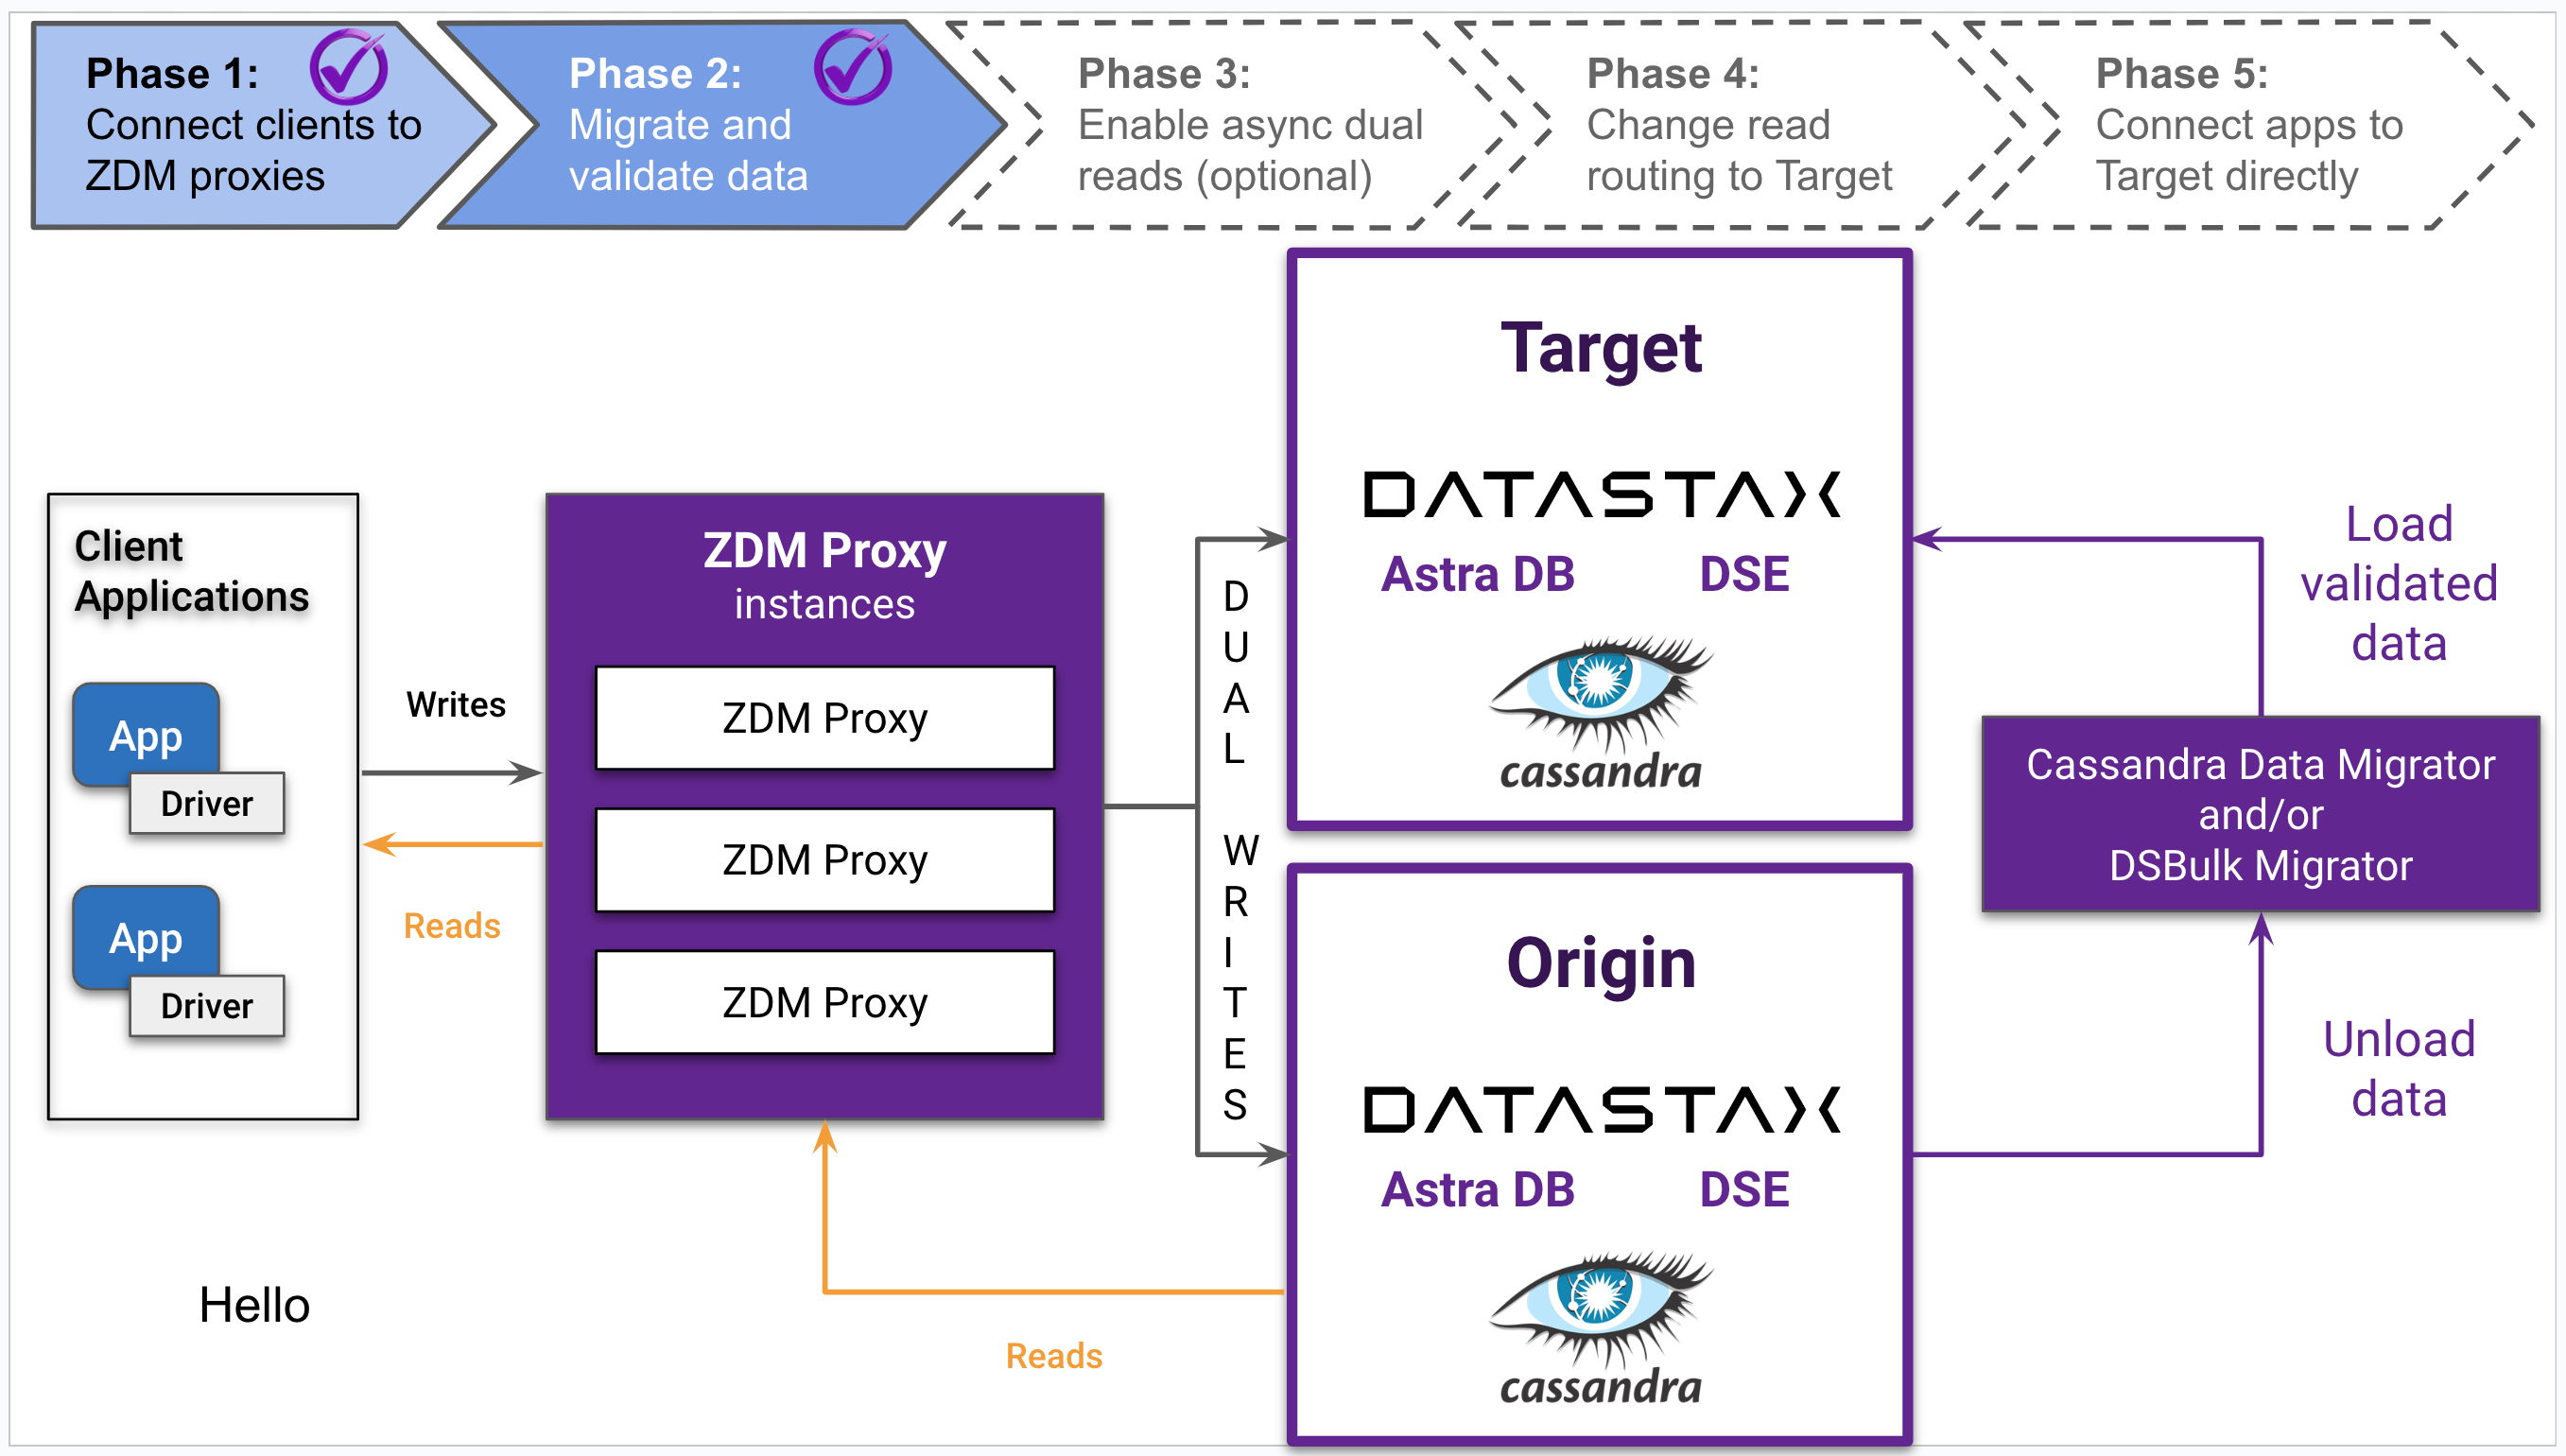 Phase 1:
Connect clients to
ZDM proxies
Phase 2:
Migrate and
validate data
Phase 3:
Enable async dual
reads (optional)
Phase 4:
Change read
routing to Target
Phase 5:
Connect apps to
Target directly
Client
Applications
App
Driver
App
Driver
Writes
Reads
ZDM Proxy
instances
ZDM Proxy
ZDM Proxy
ZDM Proxy
DUAL WRITES
Target
DATASTAX
Astra DB DSE
cassandra
Origin
DATASTAX
Astra DB DSE
cassandra
Load
validated
data
Cassandra Data Migrator
and/or
DSBulk Migrator
Unload
data
Hello
Reads